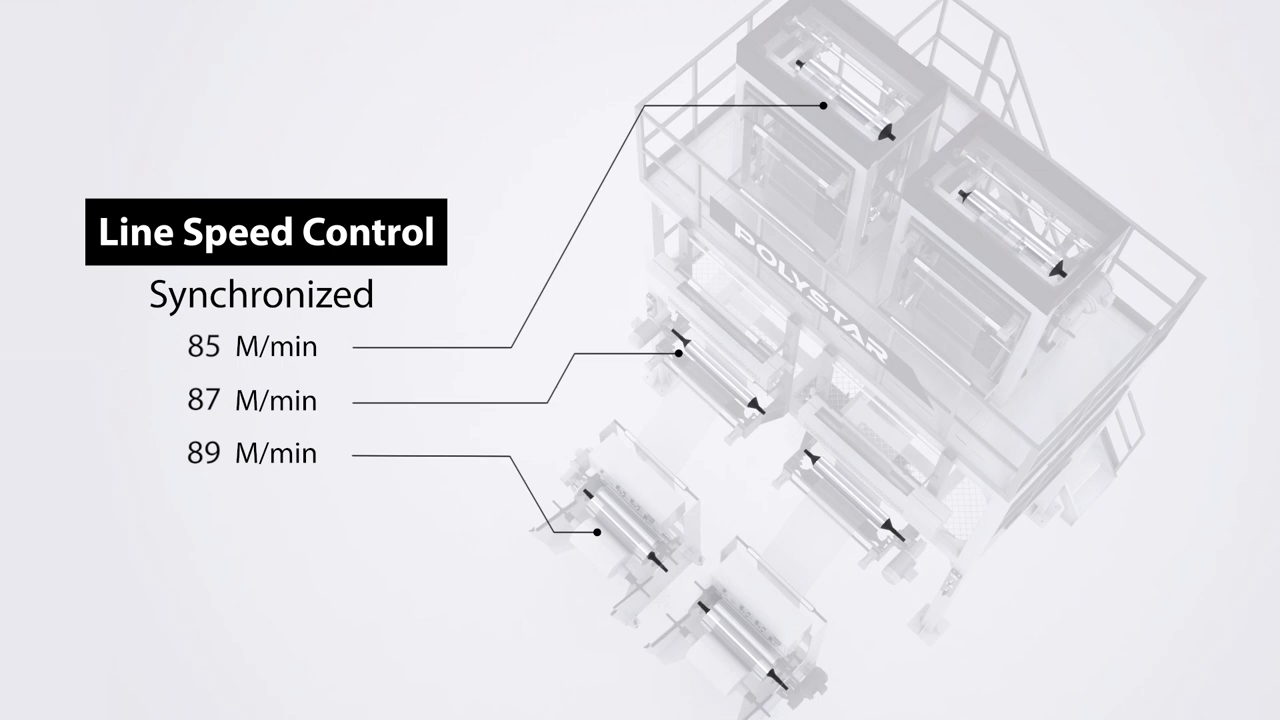 Line Speed Control
Synchronized
85 M/min
87 M/min
89 M/min
POLYSTAR